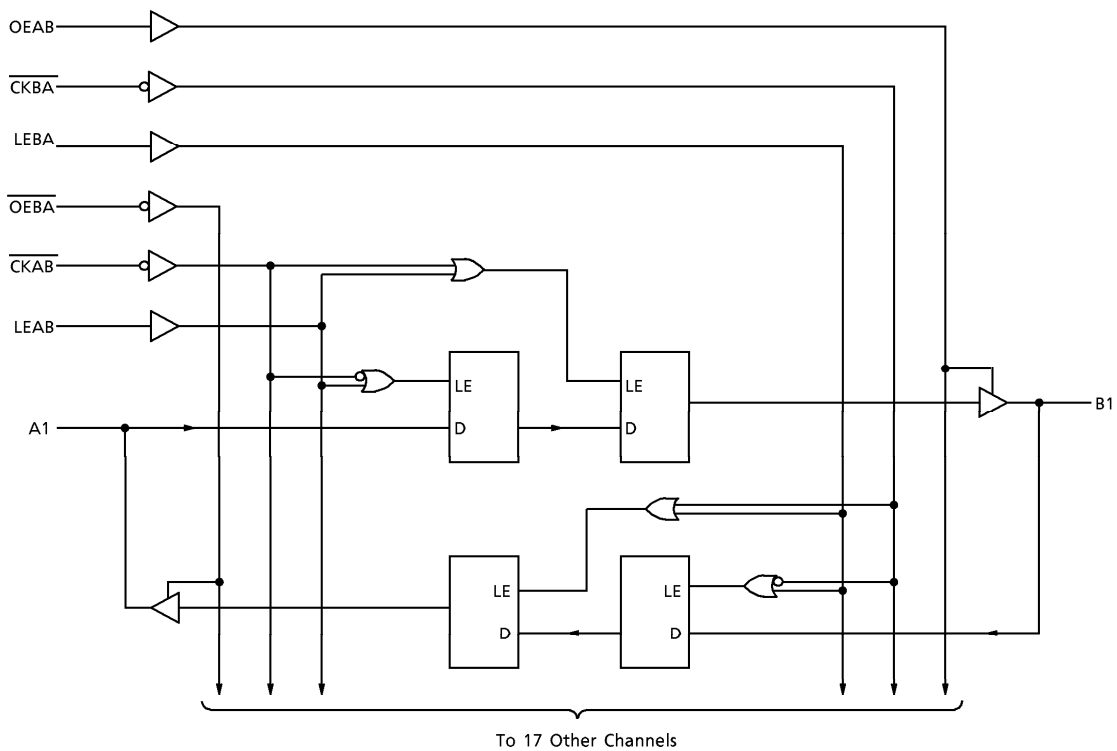 OEAB
CKBA
LEBA
OEBA
CKAB
LEAB
LE
LE
A1
D
D
B1
LE
LE
D
D
To 17 Other Channels